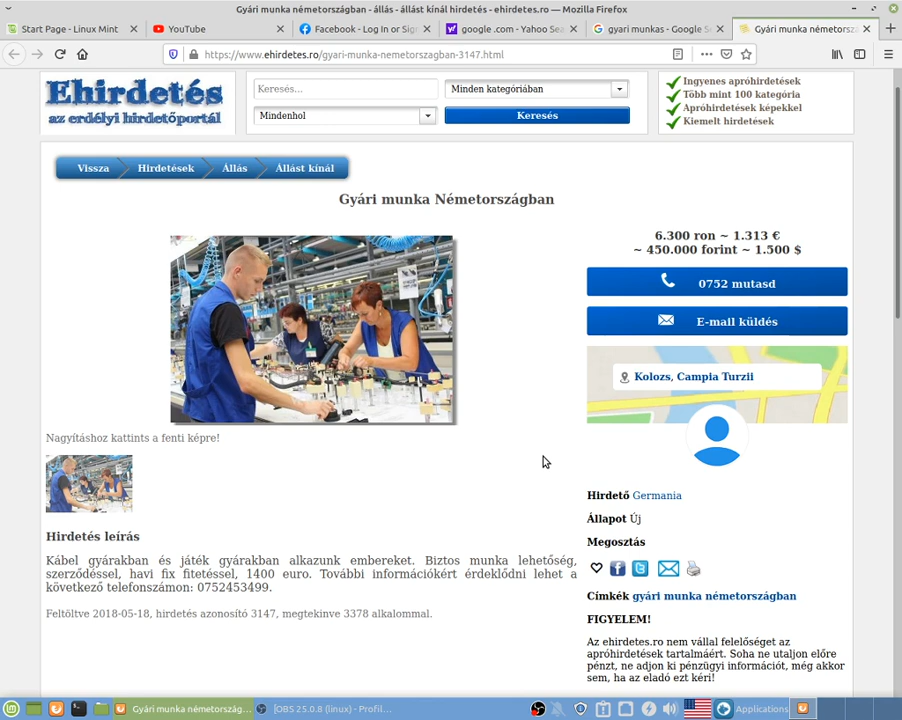 Gyári munka németországban - állás - állást kínál hirdetés - ehirdetes.ro — Mozilla Firefox
Start Page - Linux Mint
YouTube
Facebook - Log In or Sign
google .com - Yahoo Sea
gyari munkas - Google S
Gyári munka németorsz
https://www.ehirdetes.ro/gyari-munka-nemetorszagban-3147.html
Ehirdetés
az erdélyi hirdetőportál
Keresés...
Minden kategóriában
Mindenhol
Keresés
Ingyenes apróhirdetések
Több mint 100 kategória
Apróhirdetések képekkel
Kiemelt hirdetések
Vissza
Hirdetések
Állás
Állást kínál
Gyári munka Németországban
6.300 ron ~ 1.313 €
~ 450.000 forint ~ 1.500 $
0752 mutasd
E-mail küldés
Kolozs, Campia Turzii
Nagyításhoz kattints a fenti képre!
Hirdető Germania
Állapot Új
Megosztás
Hirdetés leírás
Kábel gyárakban és játék gyárakban alkazunk embereket. Biztos munka lehetőség,
szerződéssel, havi fix fitetéssel, 1400 euro. További információkért érdeklődni lehet a
következő telefonszámon: 0752453499.
Feltöltve 2018-05-18, hirdetés azonosító 3147, megtekinve 3378 alkalommal.
Címkék gyári munka németországban
FIGYELEM!
Az ehirdetes.ro nem vállal felelőséget az
apróhirdetések tartalmáért. Soha ne utaljon előre
pénzt, ne adjon ki pénzügyi információt, még akkor
sem, ha az eladó ezt kéri!
Gyári munka németország...
[OBS 25.0.8 (linux) - Profil...
Applications